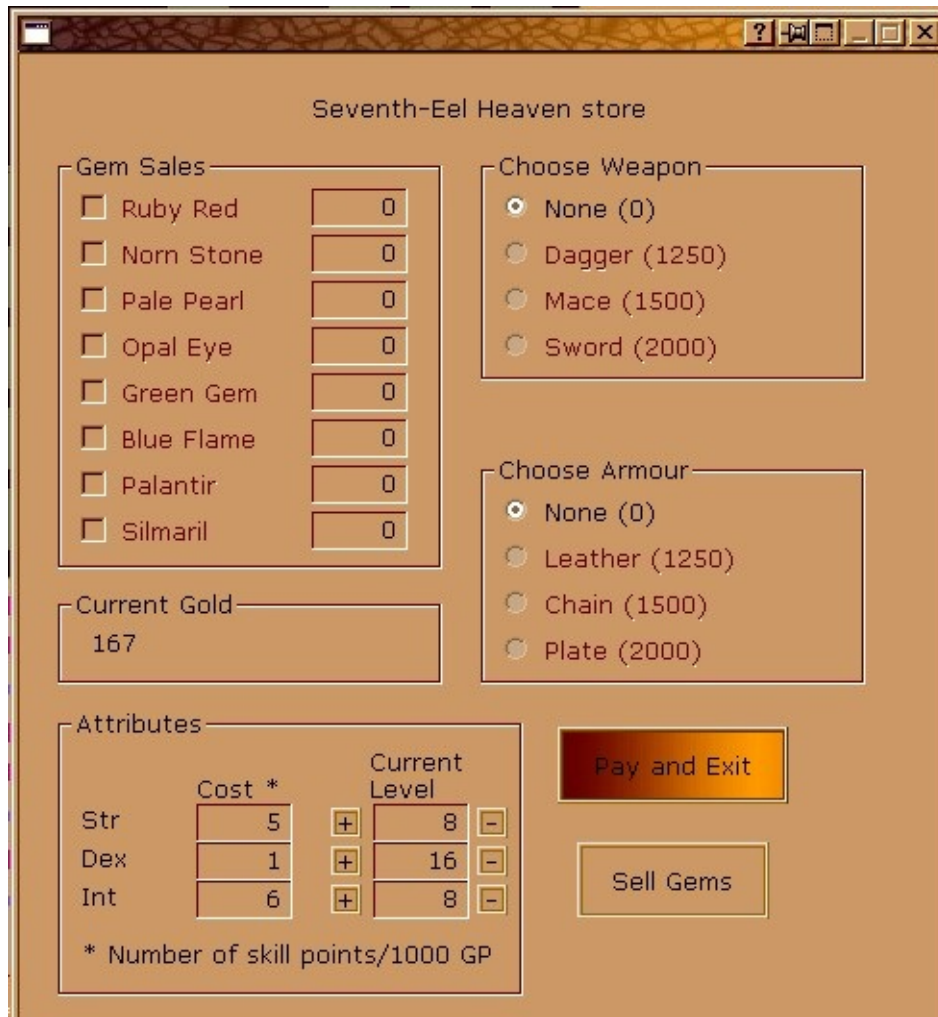 Seventh-Eel Heaven store
Gem Sales
Ruby Red 0
Norn Stone 0
Pale Pearl 0
Opal Eye 0
Green Gem 0
Blue Flame 0
Palantir 0
Silmaril 0
Choose Weapon
None (0)
Dagger (1250)
Mace (1500)
Sword (2000)
Choose Armour
None (0)
Leather (1250)
Chain (1500)
Plate (2000)
Current Gold
167
Attributes
Cost * Current Level
Str 5 + 8 -
Dex 1 + 16 -
Int 6 + 8 -
* Number of skill points/1000 GP
Pay and Exit
Sell Gems